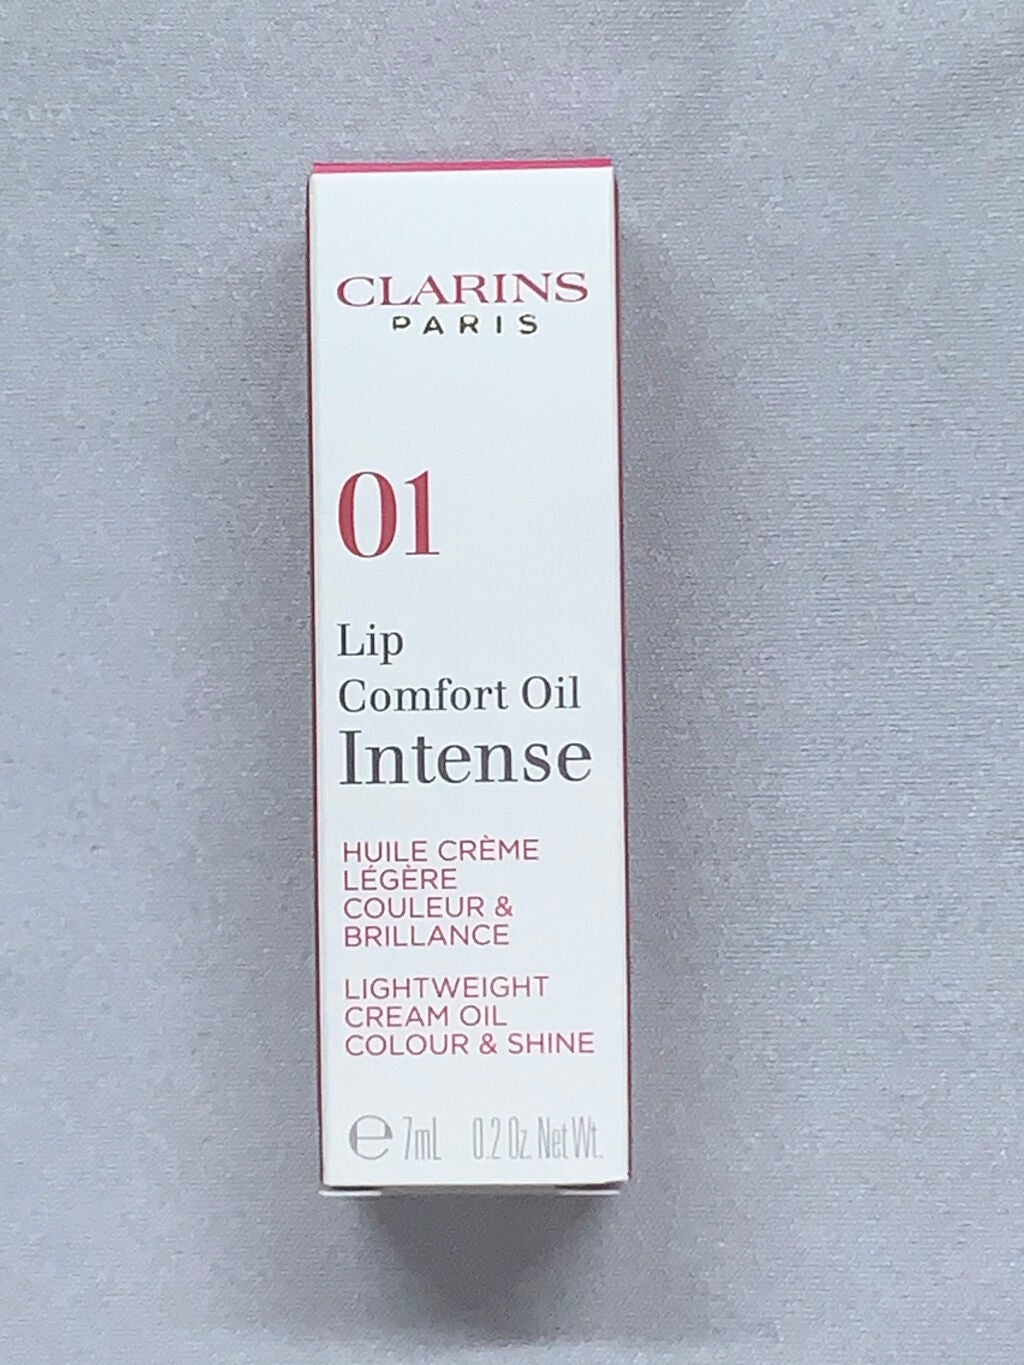 CLARINS
PARIS
01
Lip
Comfort Oil
Intense
HUILE CRÈME
LÉGÈRE
COULEUR &
BRILLANCE
LIGHTWEIGHT
CREAM OIL
COLOUR & SHINE
℮ 7mL 0.2 Oz. Net Wt.